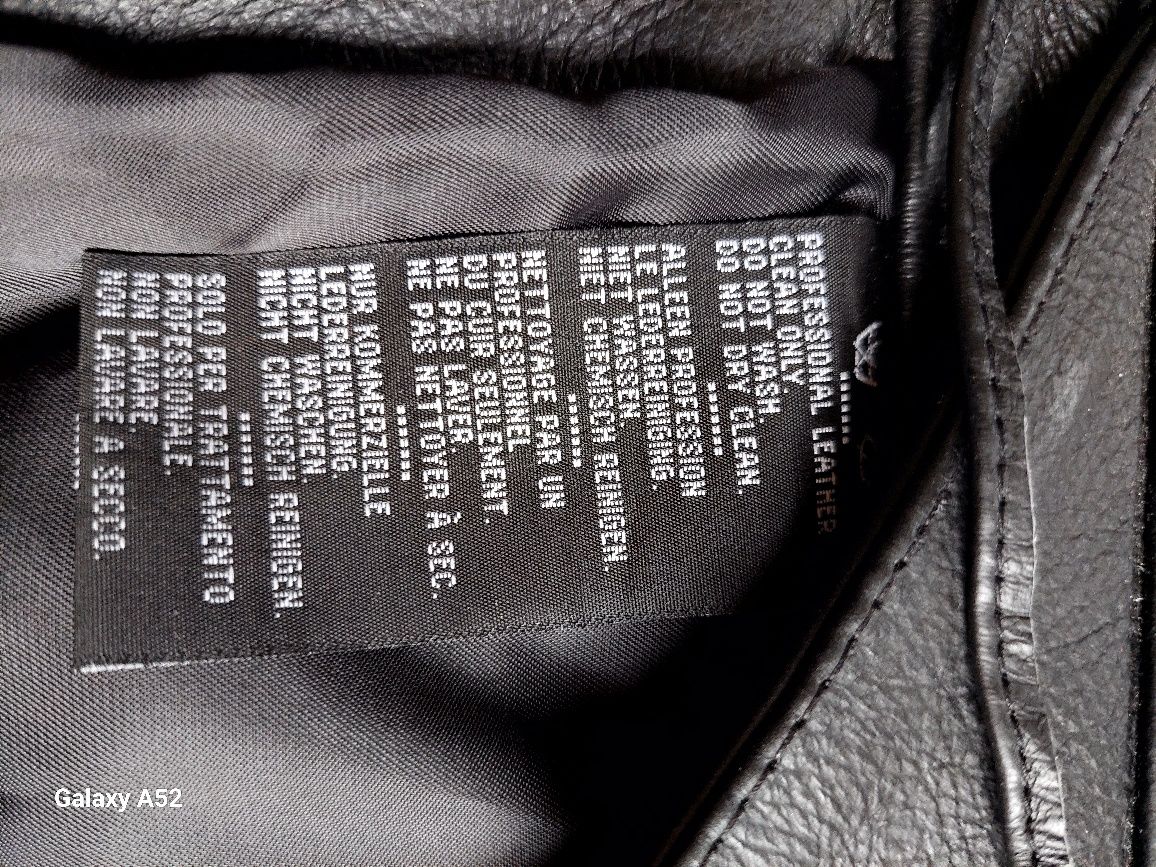 PROFESSIONAL LEATHER
CLEAN ONLY
DO NOT WASH
DO NOT DRY CLEAN.
ALLEEN PROFESSION
LE LEDERREINIGING
NIET WASSEN
NIET CHEMISCH REINIGEN.
NETTOYAGE PAR UN
PROFESSIONNEL
DU CUIR SEULEMENT.
NE PAS LAVER.
NE PAS NETTOYER À SEC.
NUR KOMMERZIELLE
LEDERREINIGUNG.
NICHT WASCHEN.
NICHT CHEMISCH REINIGEN.
SOLO PER TRATTAMENTO
PROFESSIONALE
NON LAVARE.
NON LAVARE A SECCO.
Galaxy A52